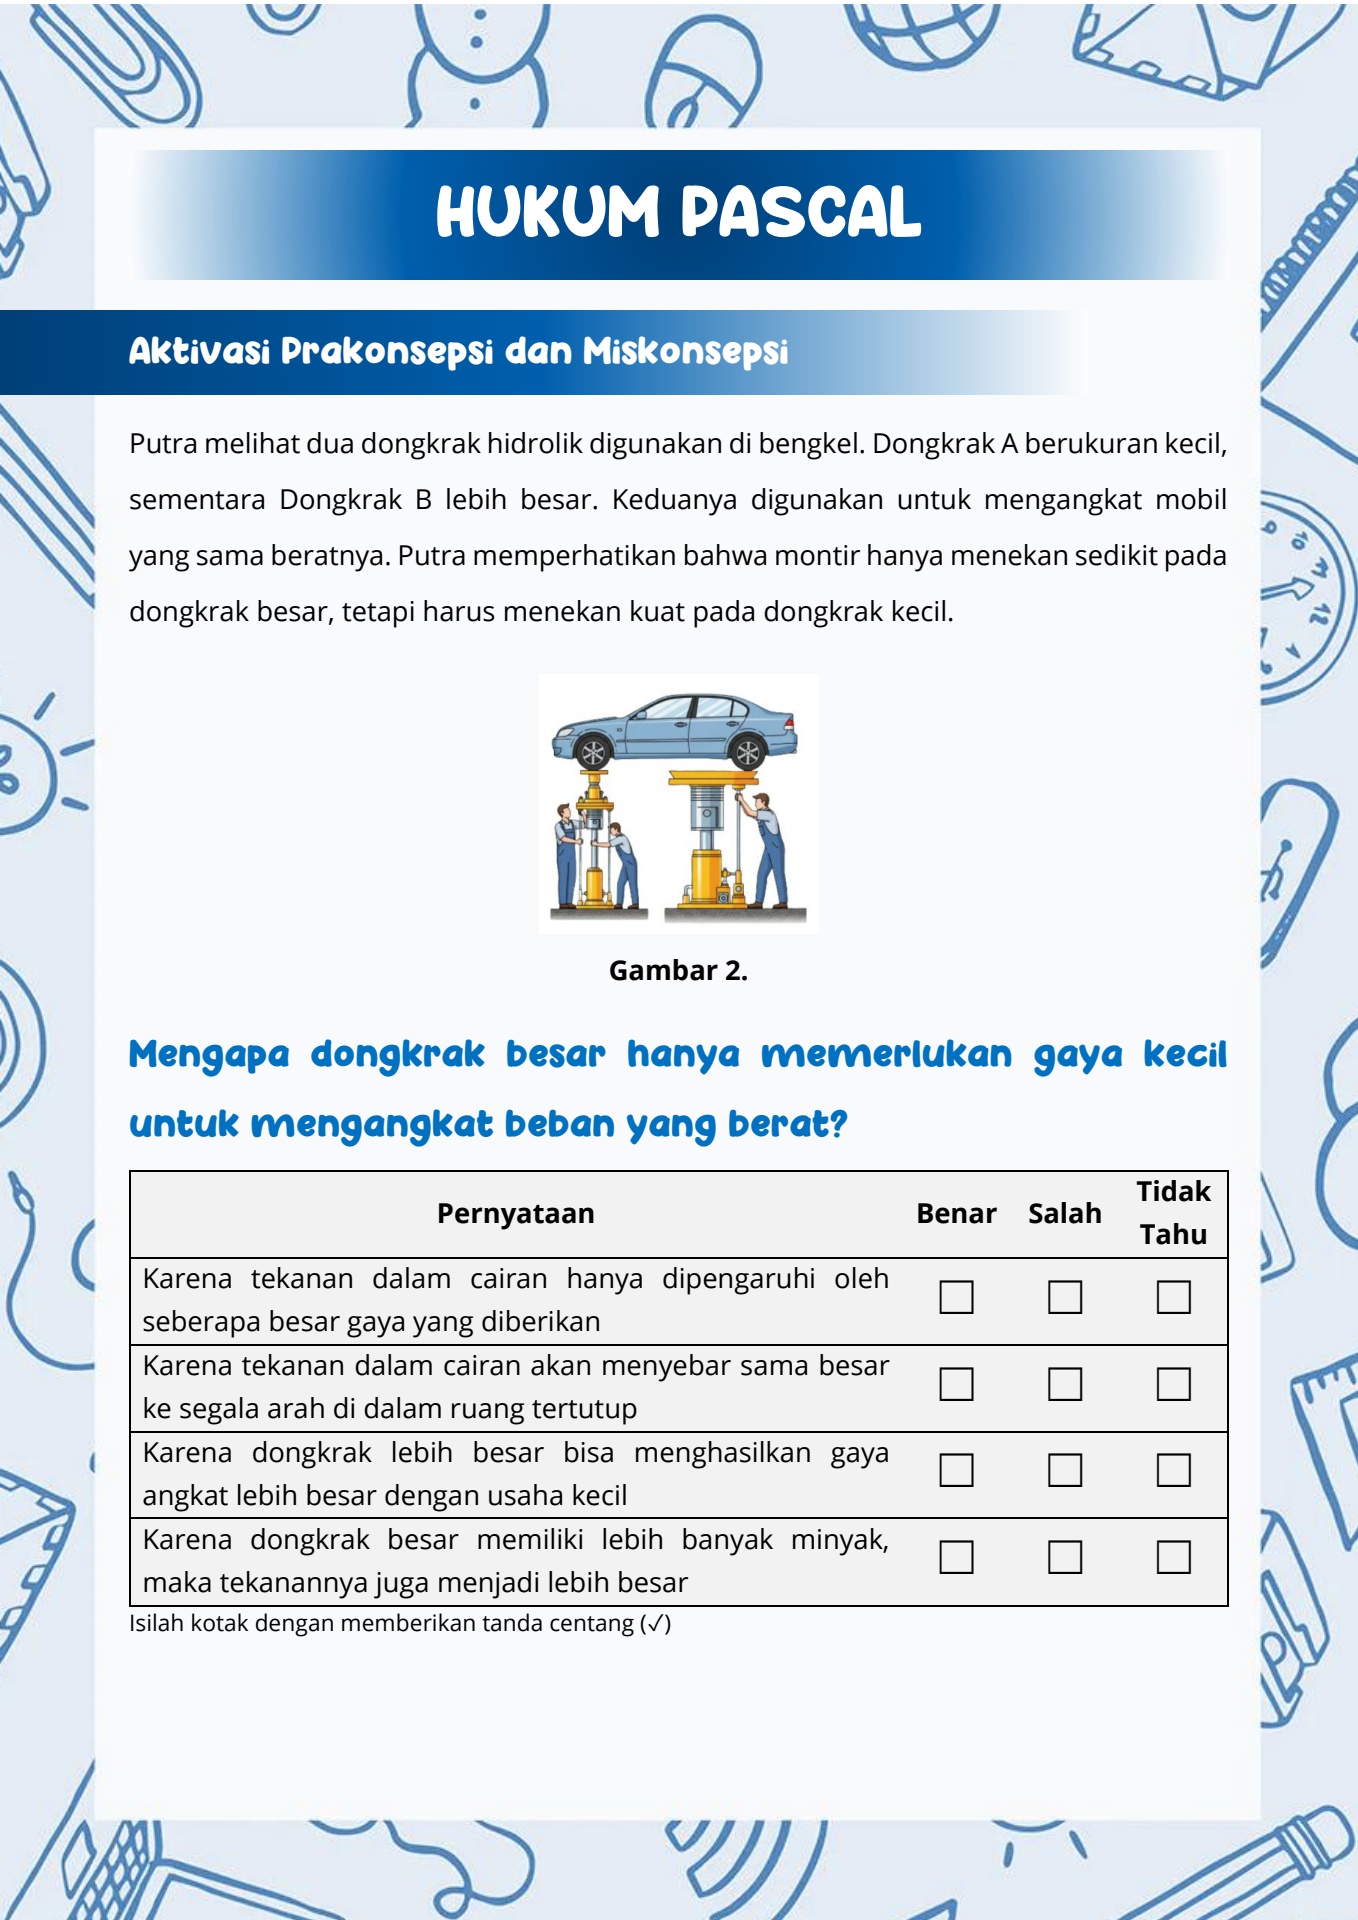 HUKUM PASCAL
Aktivasi Prakonsepsi dan Miskonsepsi
Putra melihat dua dongkrak hidrolik digunakan di bengkel. Dongkrak A berukuran kecil,
sementara Dongkrak B lebih besar. Keduanya digunakan untuk mengangkat mobil
yang sama beratnya. Putra memperhatikan bahwa montir hanya menekan sedikit pada
dongkrak besar, tetapi harus menekan kuat pada dongkrak kecil.
Gambar 2.
Mengapa dongkrak besar hanya memerlukan gaya kecil
untuk mengangkat beban yang berat?
Pernyataan Benar Salah Tidak
Tahu
Karena tekanan dalam cairan hanya dipengaruhi oleh
seberapa besar gaya yang diberikan
☐ ☐ ☐
Karena tekanan dalam cairan akan menyebar sama besar
ke segala arah di dalam ruang tertutup
☐ ☐ ☐
Karena dongkrak lebih besar bisa menghasilkan gaya
angkat lebih besar dengan usaha kecil
☐ ☐ ☐
Karena dongkrak besar memiliki lebih banyak minyak,
maka tekanannya juga menjadi lebih besar
☐ ☐ ☐
Isilah kotak dengan memberikan tanda centang (✓)